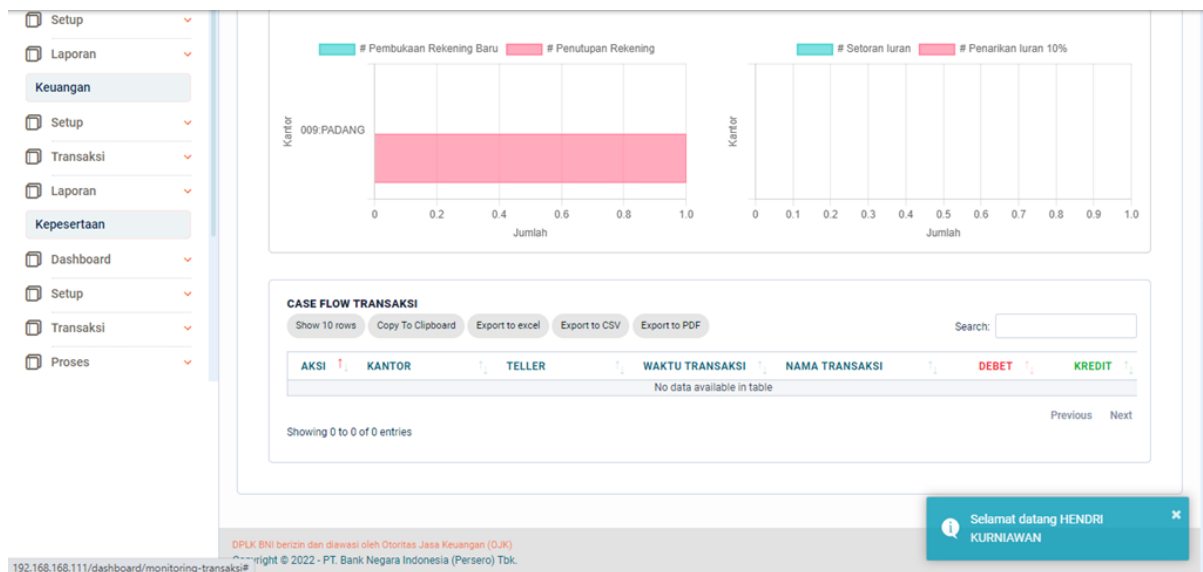 Setup
Laporan
Keuangan
Setup
Transaksi
Laporan
Kepesertaan
Dashboard
Setup
Transaksi
Proses
# Pembukaan Rekening Baru # Penutupan Rekening
Kantor
009:PADANG
0 0.2 0.4 0.6 0.8 1.0
Jumlah
# Setoran Iuran # Penarikan Iuran 10%
Kantor
0 0.1 0.2 0.3 0.4 0.5 0.6 0.7 0.8 0.9 1.0
Jumlah
CASE FLOW TRANSAKSI
Show 10 rows Copy To Clipboard Export to excel Export to CSV Export to PDF Search:
AKSI KANTOR TELLER WAKTU TRANSAKSI NAMA TRANSAKSI DEBET KREDIT
No data available in table
Previous Next
Showing 0 to 0 of 0 entries
Selamat datang HENDRI
KURNIAWAN
×
DPLK BNI berizin dan diawasi oleh Otoritas Jasa Keuangan (OJK)
Copyright © 2022 - PT. Bank Negara Indonesia (Persero) Tbk.
192.168.168.111/dashboard/monitoring-transaksi#